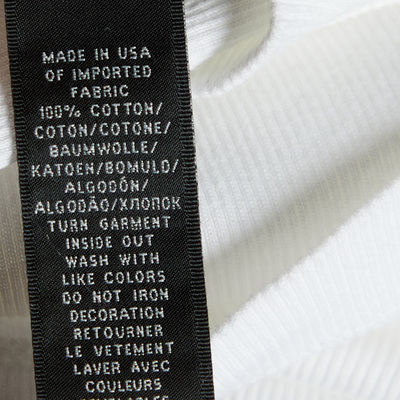 MADE IN USA
OF IMPORTED
FABRIC
100% COTTON/
COTON/COTONE/
BAUMWOLLE/
KATOEN/BOMULD/
ALGODÓN/
ALGODÃO/ХЛОПОК
TURN GARMENT
INSIDE OUT
WASH WITH
LIKE COLORS
DO NOT IRON
DECORATION
RETOURNER
LE VETEMENT
LAVER AVEC
COULEURS